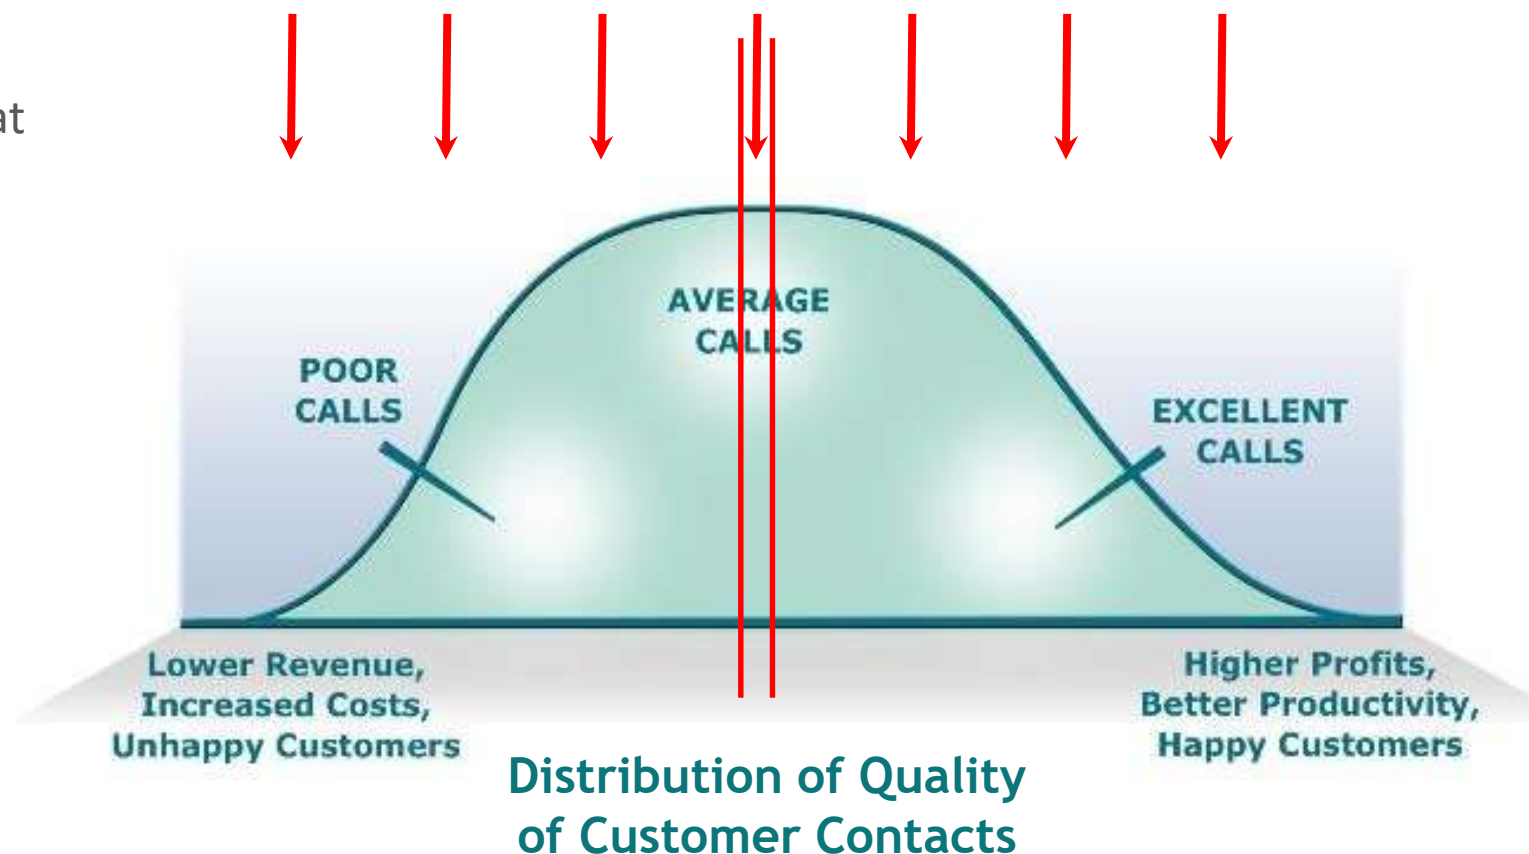 at
AVERAGE
CALLS
POOR
CALLS
EXCELLENT
CALLS
Lower Revenue,
Increased Costs,
Unhappy Customers
Higher Profits,
Better Productivity,
Happy Customers
Distribution of Quality
of Customer Contacts